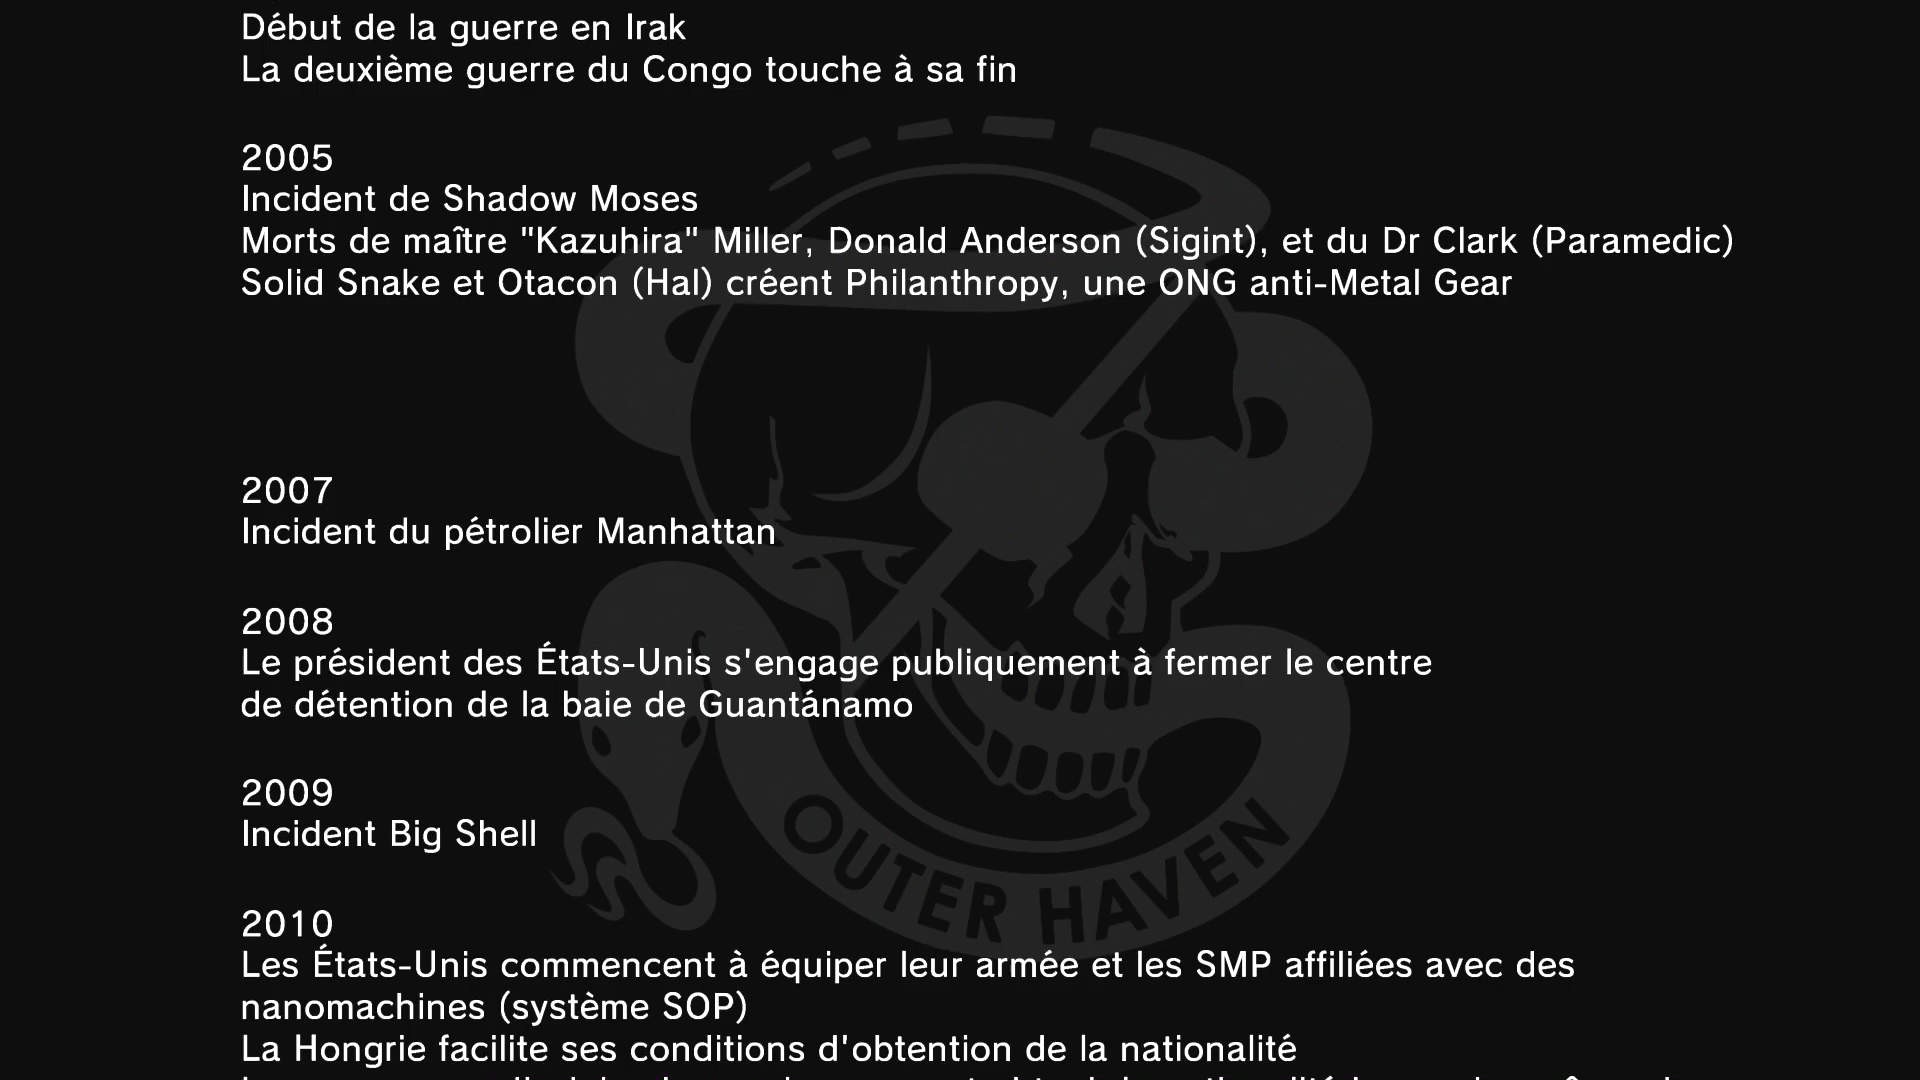 Début de la guerre en Irak
La deuxième guerre du Congo touche à sa fin
2005
Incident de Shadow Moses
Morts de maître "Kazuhira" Miller, Donald Anderson (Sigint), et du Dr Clark (Paramedic)
Solid Snake et Otacon (Hal) créent Philanthropy, une ONG anti-Metal Gear
2007
Incident du pétrolier Manhattan
2008
Le président des États-Unis s'engage publiquement à fermer le centre
de détention de la baie de Guantánamo
2009
Incident Big Shell
OUTER HAVEN
2010
Les États-Unis commencent à équiper leur armée et les SMP affiliées avec des
nanomachines (système SOP)
La Hongrie facilite ses conditions d'obtention de la nationalité